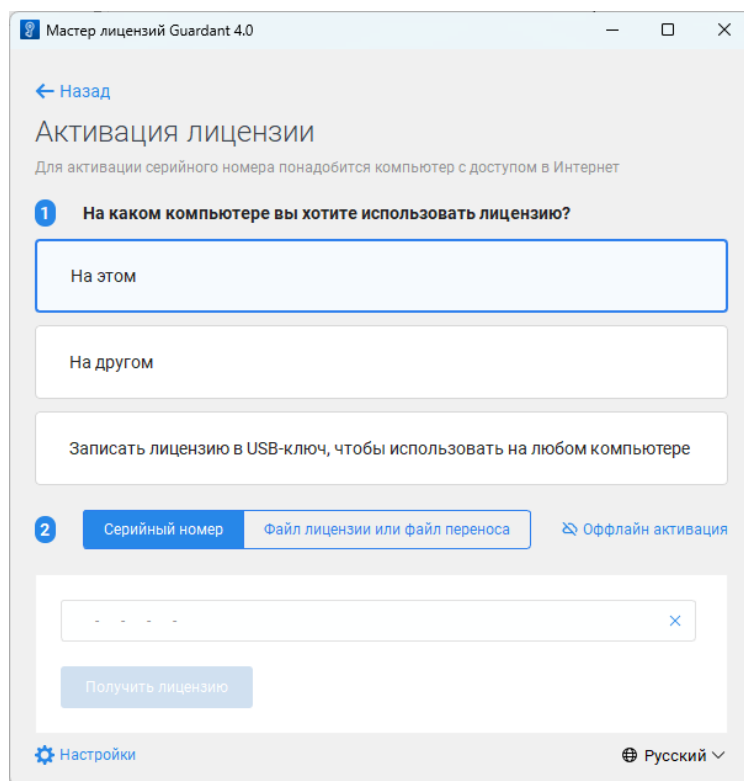 Мастер лицензий Guardant 4.0
Назад
Активация лицензии
Для активации серийного номера понадобится компьютер с доступом в Интернет
1 На каком компьютере вы хотите использовать лицензию?
На этом
На другом
Записать лицензию в USB-ключ, чтобы использовать на любом компьютере
2 Серийный номер Файл лицензии или файл переноса Оффлайн активация
- - - -
Получить лицензию
Настройки Русский